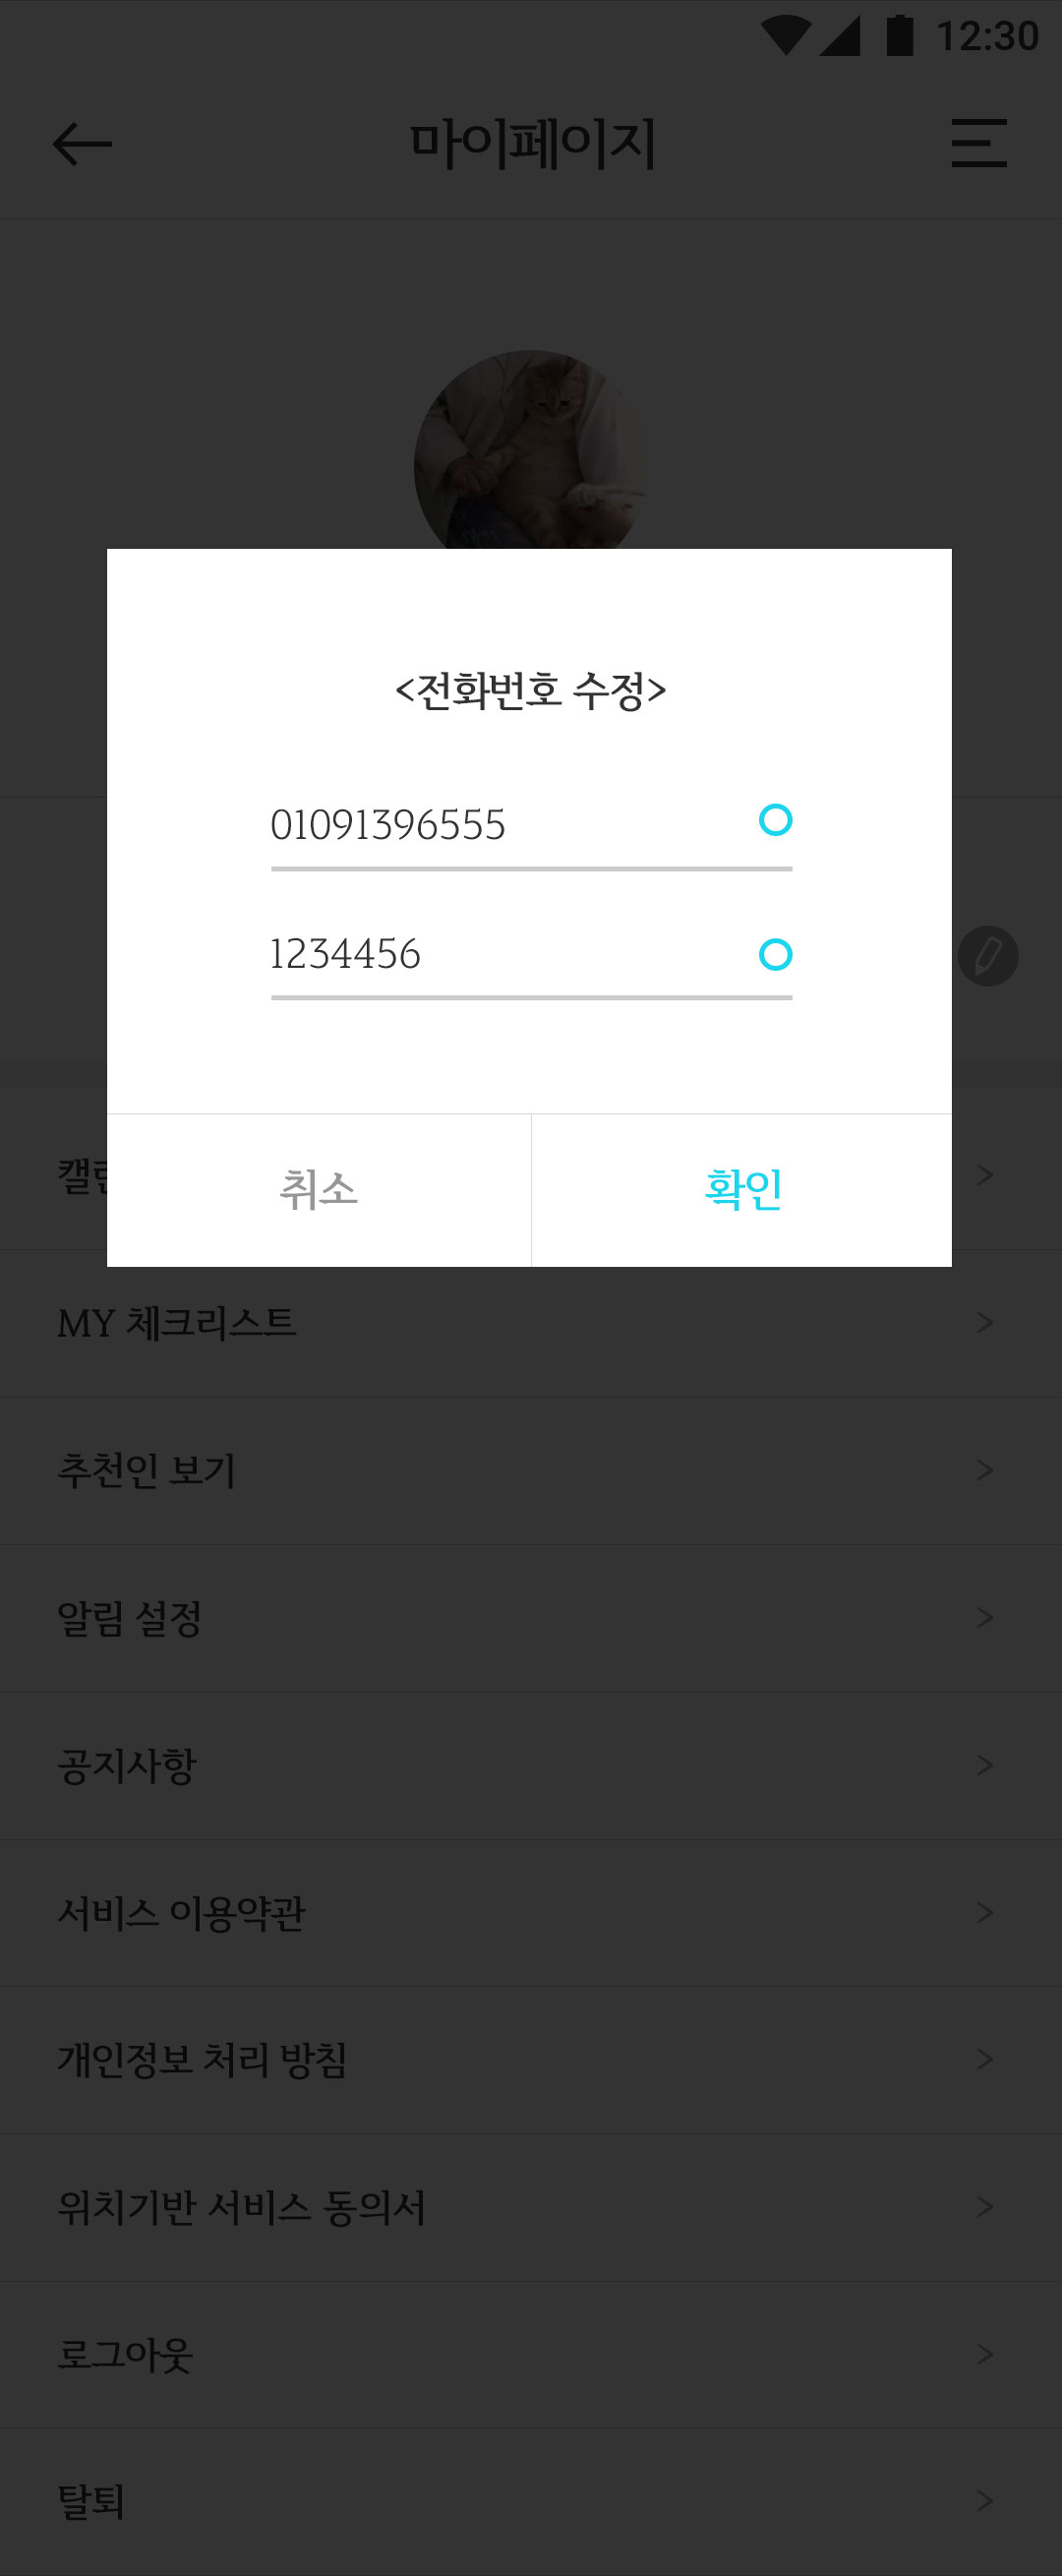 12:30
마이페이지
<전화번호 수정>
01091396555
1234456
취소
확인
MY 체크리스트
추천인 보기
알림 설정
공지사항
서비스 이용약관
개인정보 처리 방침
위치기반 서비스 동의서
로그아웃
탈퇴